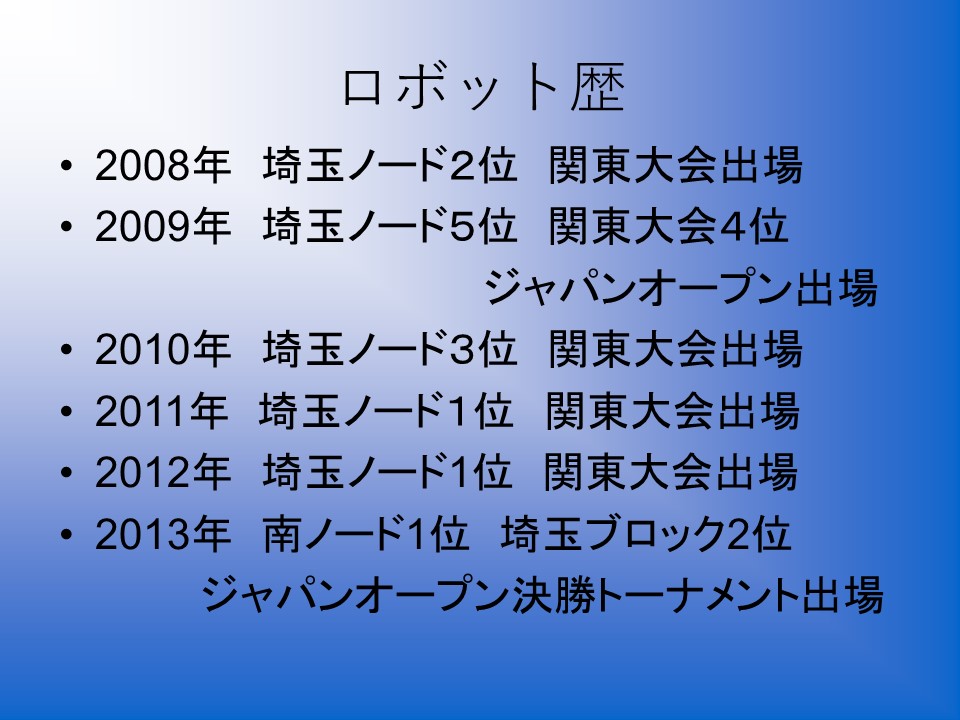 ロボット歴
• 2008年　埼玉ノード２位　関東大会出場
• 2009年　埼玉ノード５位　関東大会４位
ジャパンオープン出場
• 2010年　埼玉ノード３位　関東大会出場
• 2011年　埼玉ノード１位　関東大会出場
• 2012年　埼玉ノード1位　関東大会出場
• 2013年　南ノード1位　埼玉ブロック2位
ジャパンオープン決勝トーナメント出場